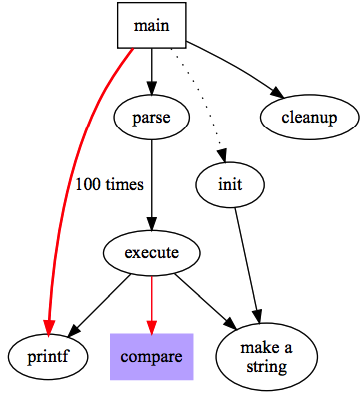 main
parse
cleanup
100 times
init
execute
printf
compare
make a
string